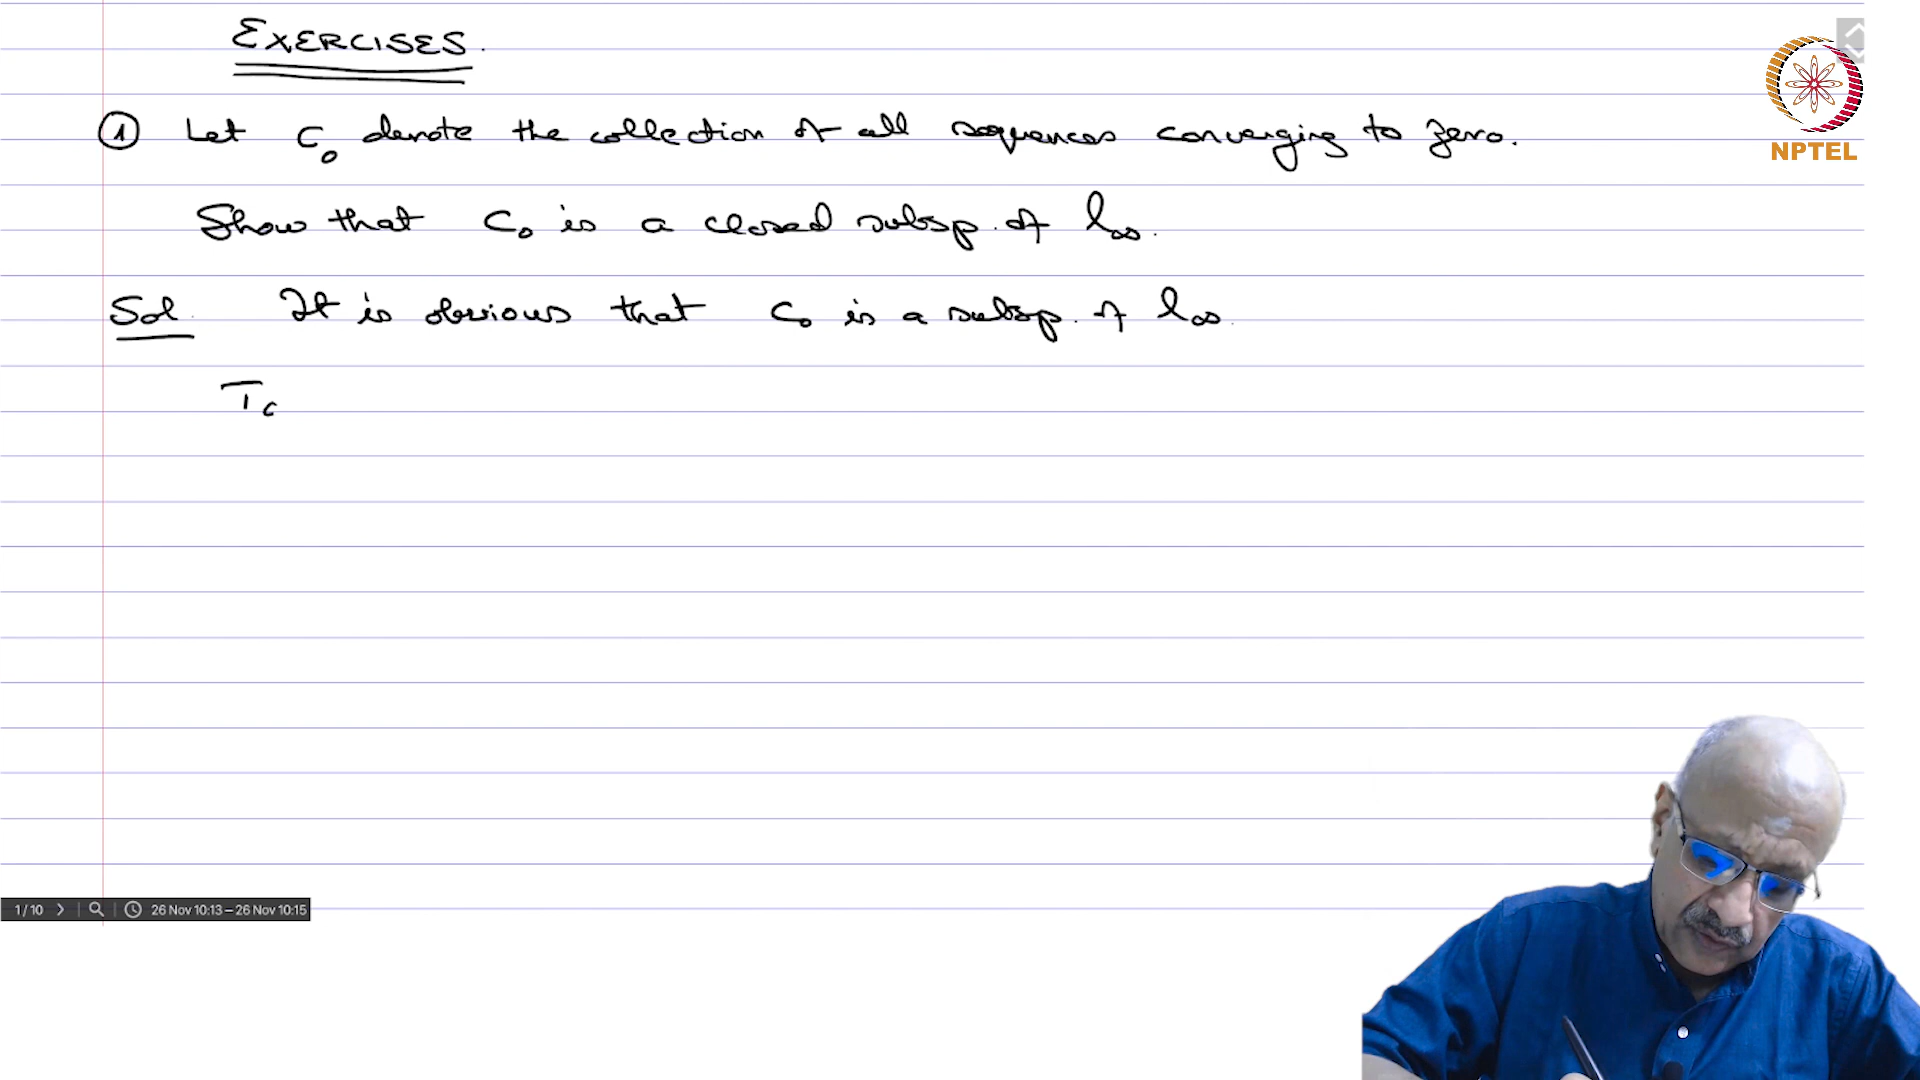 EXERCISES.
① Let c₀ denote the collection of all sequences converging to zero.
Show that c₀ is a closed subsp. of l∞.
Sol. It is obvious that c₀ is a subsp. of l∞.
To
NPTEL
1/10 26 Nov 10:13 – 26 Nov 10:15